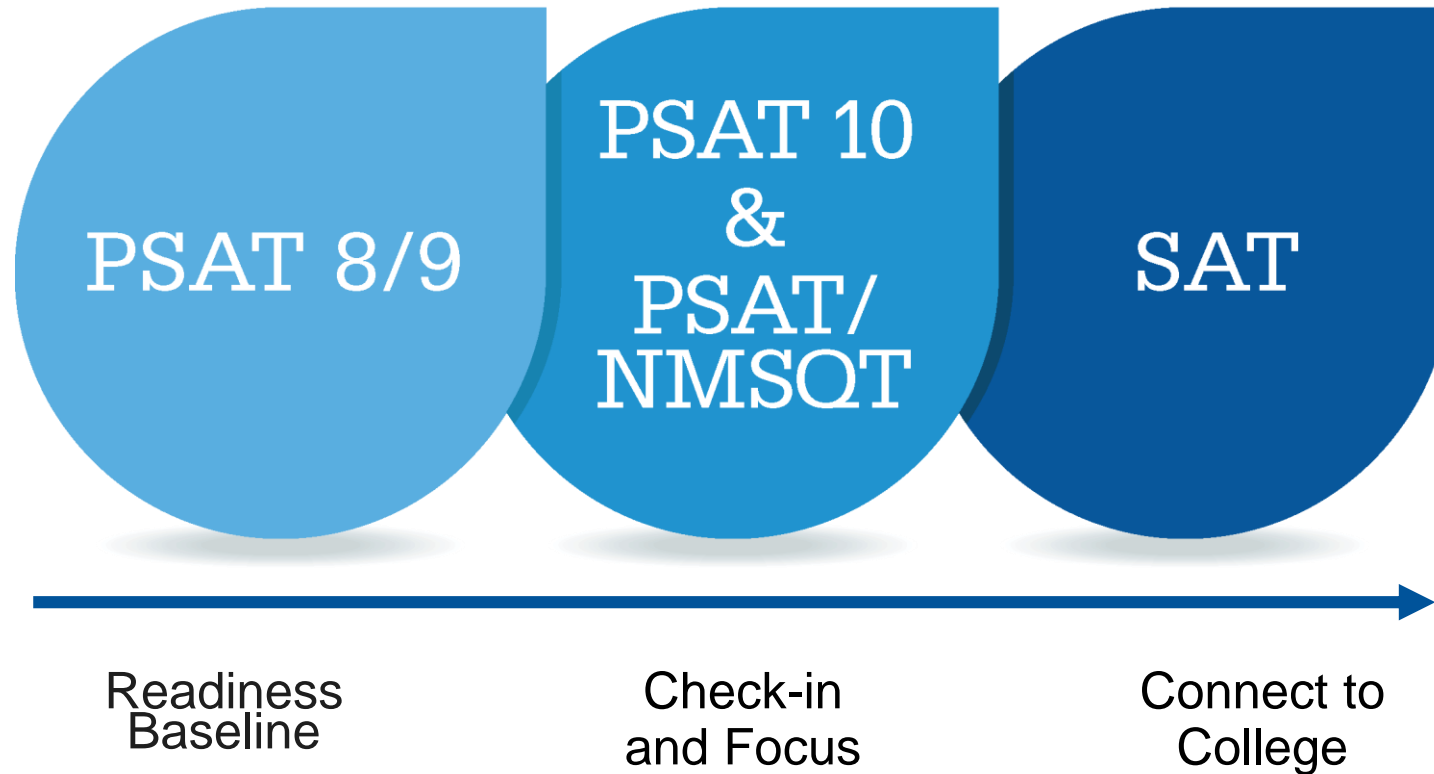 PSAT 8/9
PSAT 10
&
PSAT/
NMSQT
SAT
Readiness
Baseline
Check-in
and Focus
Connect to
College